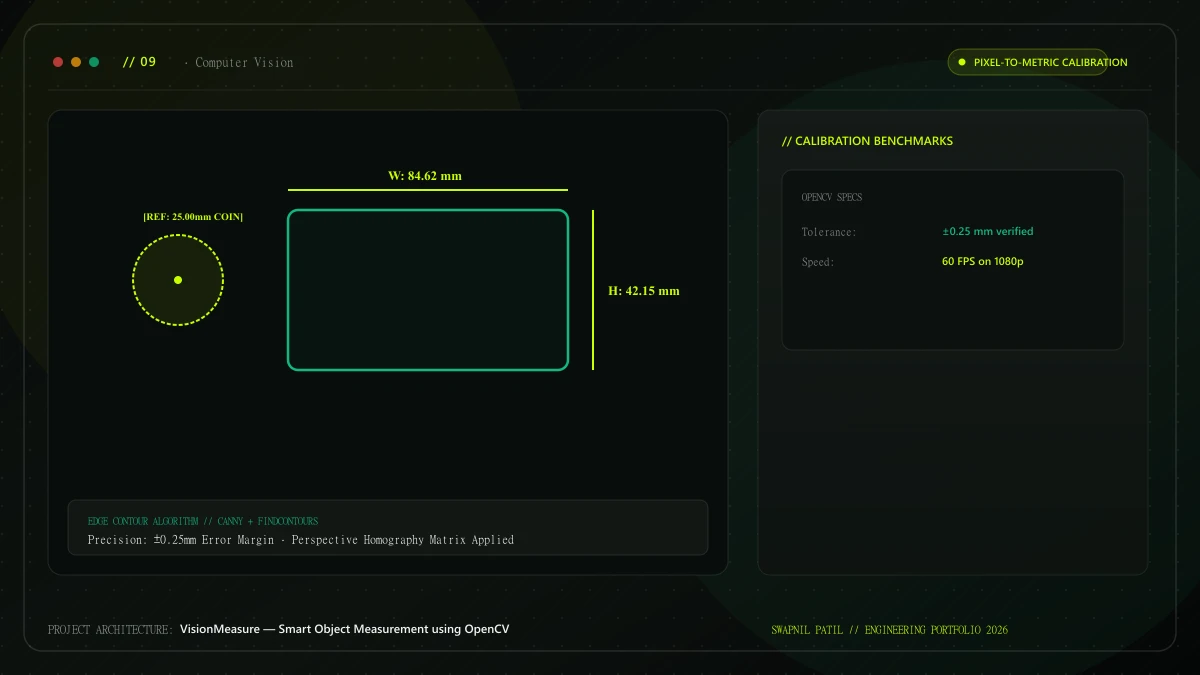 // 09 · Computer Vision
PIXEL-TO-METRIC CALIBRATION
W: 84.62 mm
[REF: 25.00mm COIN]
H: 42.15 mm
EDGE CONTOUR ALGORITHM // CANNY + FINDCONTOURS
Precision: ±0.25mm Error Margin · Perspective Homography Matrix Applied
// CALIBRATION BENCHMARKS
OPENCV SPECS
Tolerance: ±0.25 mm verified
Speed: 60 FPS on 1080p
PROJECT ARCHITECTURE: VisionMeasure — Smart Object Measurement using OpenCV
SWAPNIL PATIL // ENGINEERING PORTFOLIO 2026